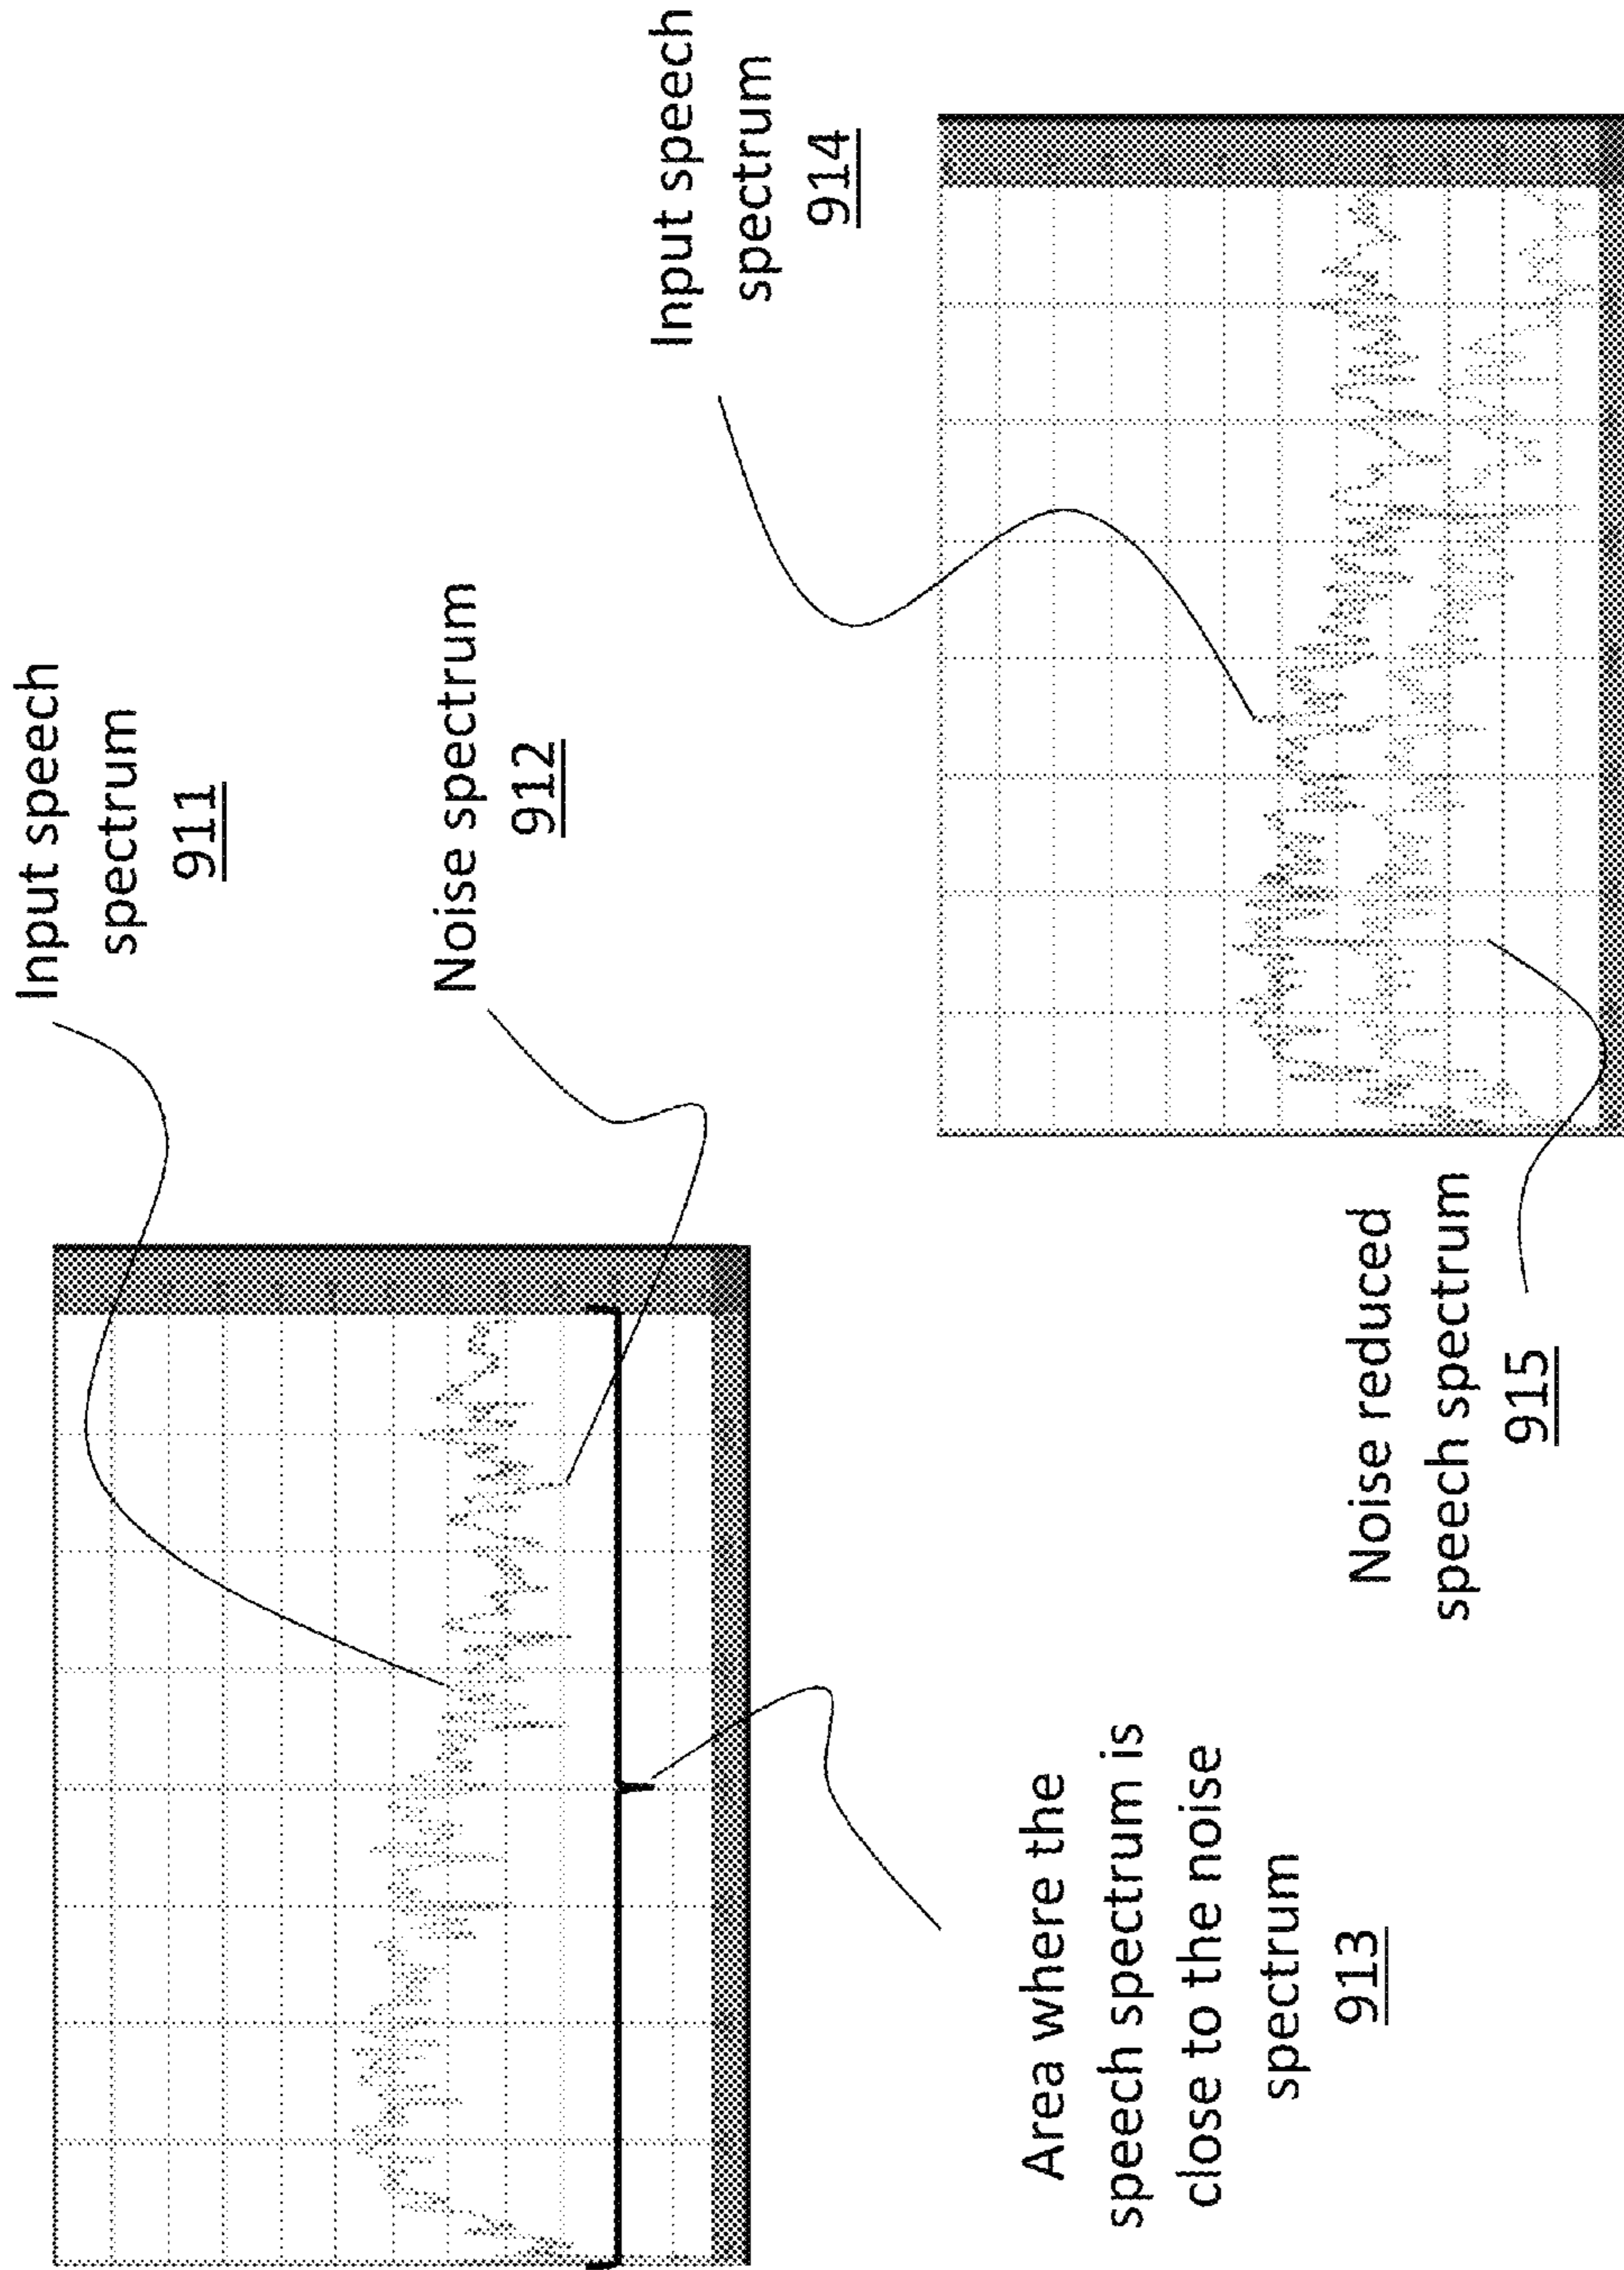 Input speech
spectrum
911
Noise spectrum
912
Area where the
speech spectrum is
close to the noise
spectrum
913
Input speech
spectrum
914
Noise reduced
speech spectrum
915